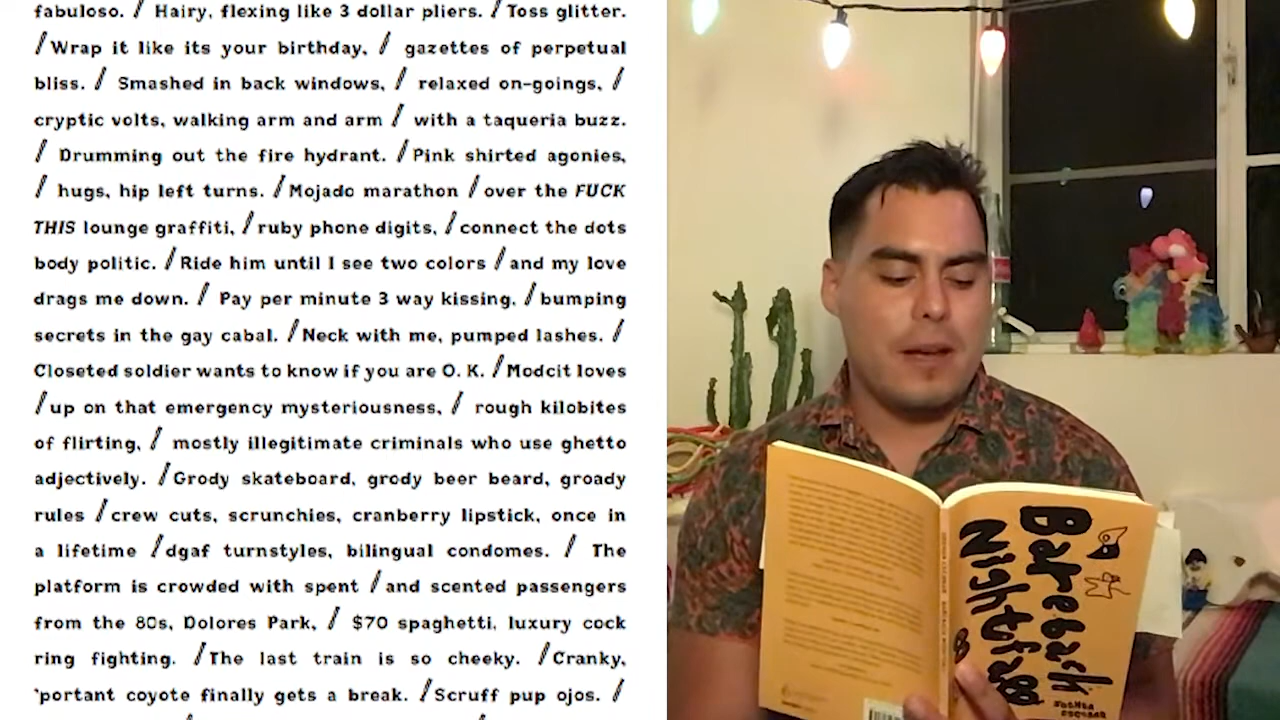 fabuloso. / Hairy, flexing like 3 dollar pliers. / Toss glitter.
/ Wrap it like its your birthday, / gazettes of perpetual
bliss. / Smashed in back windows, / relaxed on-goings, /
cryptic volts, walking arm and arm / with a taqueria buzz.
/ Drumming out the fire hydrant. / Pink shirted agonies,
/ hugs, hip left turns. / Mojado marathon / over the FUCK
THIS lounge graffiti, / ruby phone digits, / connect the dots
body politic. / Ride him until I see two colors / and my love
drags me down. / Pay per minute 3 way kissing, / bumping
secrets in the gay cabal. / Neck with me, pumped lashes. /
Closeted soldier wants to know if you are O. K. / Modcit loves
/ up on that emergency mysteriousness, / rough kilobites
of flirting, / mostly illegitimate criminals who use ghetto
adjectively. / Grody skateboard, grody beer beard, groady
rules / crew cuts, scrunchies, cranberry lipstick, once in
a lifetime / dgaf turnstyles, bilingual condomes. / The
platform is crowded with spent / and scented passengers
from the 80s, Dolores Park, / $70 spaghetti, luxury cock
ring fighting. / The last train is so cheeky. / Cranky,
'portant coyote finally gets a break. / Scruff pup ojos. /
Bareback
Nightfall
Joshua
Escobar